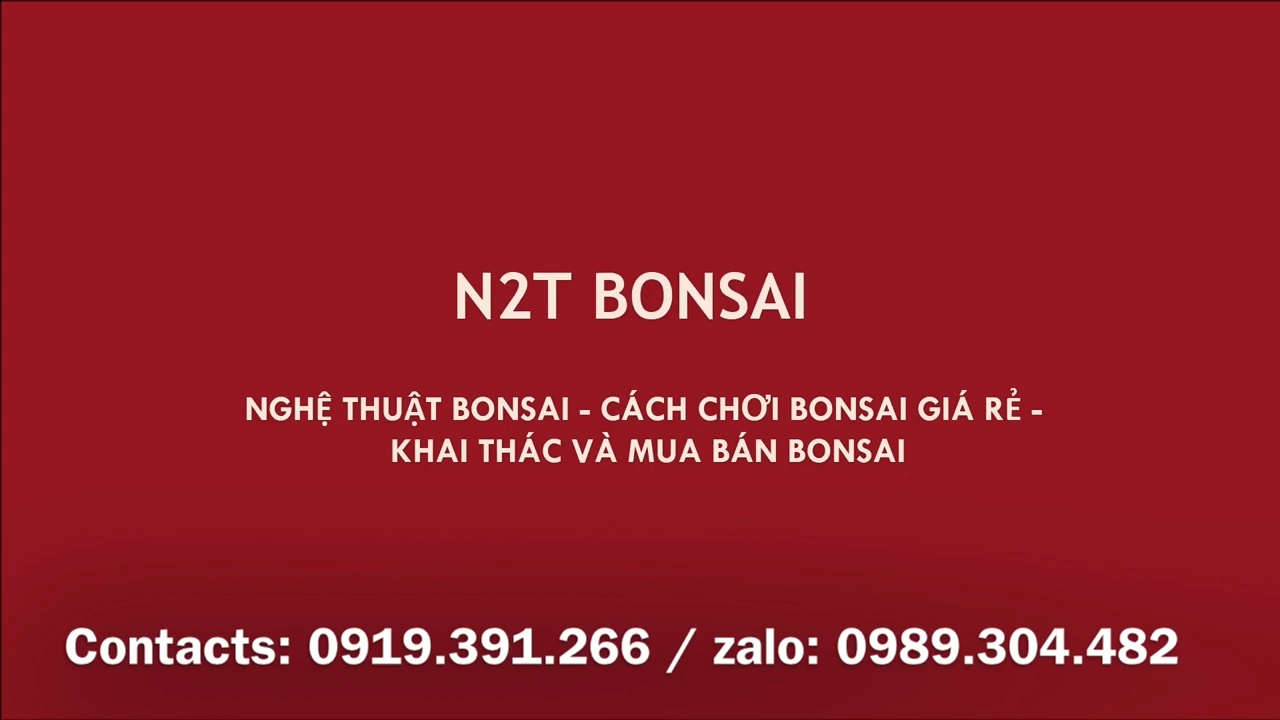 N2T BONSAI
NGHỆ THUẬT BONSAI - CÁCH CHƠI BONSAI GIÁ RẺ -
KHAI THÁC VÀ MUA BÁN BONSAI
Contacts: 0919.391.266 / zalo: 0989.304.482